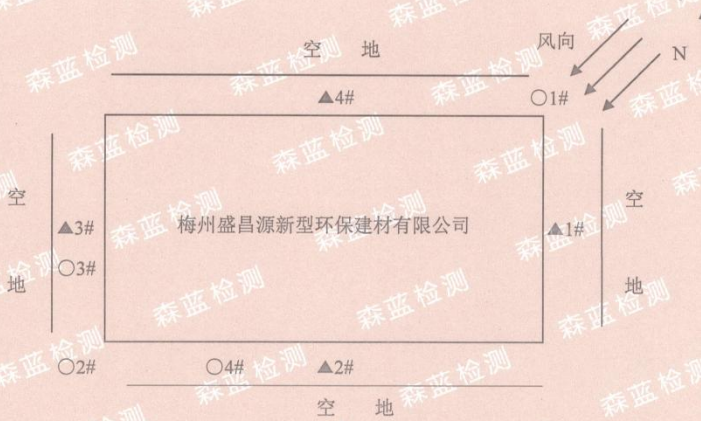 空 地
风向
N
▲4#
○1#
空
地
▲3#
○3#
梅州盛昌源新型环保建材有限公司
▲1#
空
地
○2#
○4#
▲2#
空 地
森蓝检测